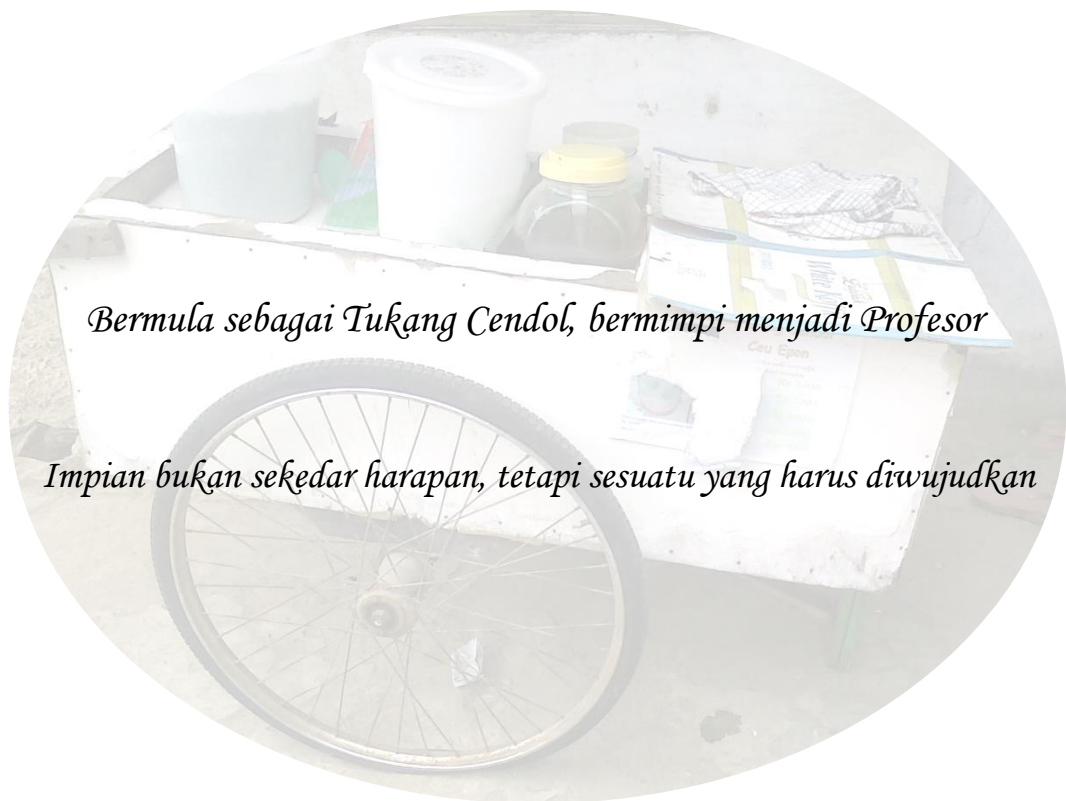 Bermula sebagai Tukang Cendol, bermimpi menjadi Profesor
Ceu Epon
Impian bukan sekedar harapan, tetapi sesuatu yang harus diwujudkan